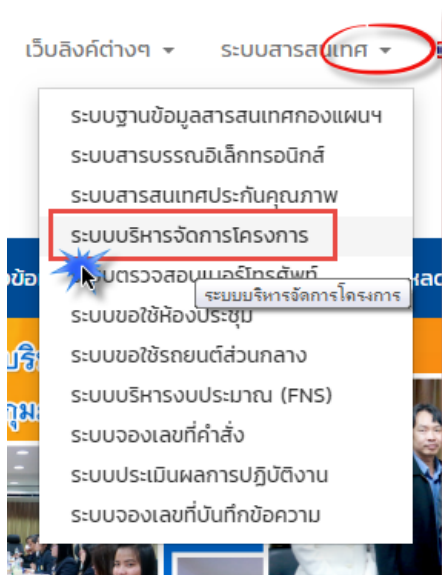 เว็บลิงค์ต่างๆ ระบบสารสนเทศ
ระบบฐานข้อมูลสารสนเทศกองแผนฯ
ระบบสารบรรณอิเล็กทรอนิกส์
ระบบสารสนเทศประกันคุณภาพ
ระบบบริหารจัดการโครงการ
ระบบบริหารจัดการโครงการ
ระบบขอใช้ห้องประชุม
ระบบขอใช้รถยนต์ส่วนกลาง
ระบบบริหารงบประมาณ (FNS)
ระบบจองเลขที่คำสั่ง
ระบบประเมินผลการปฏิบัติงาน
ระบบจองเลขที่บันทึกข้อความ